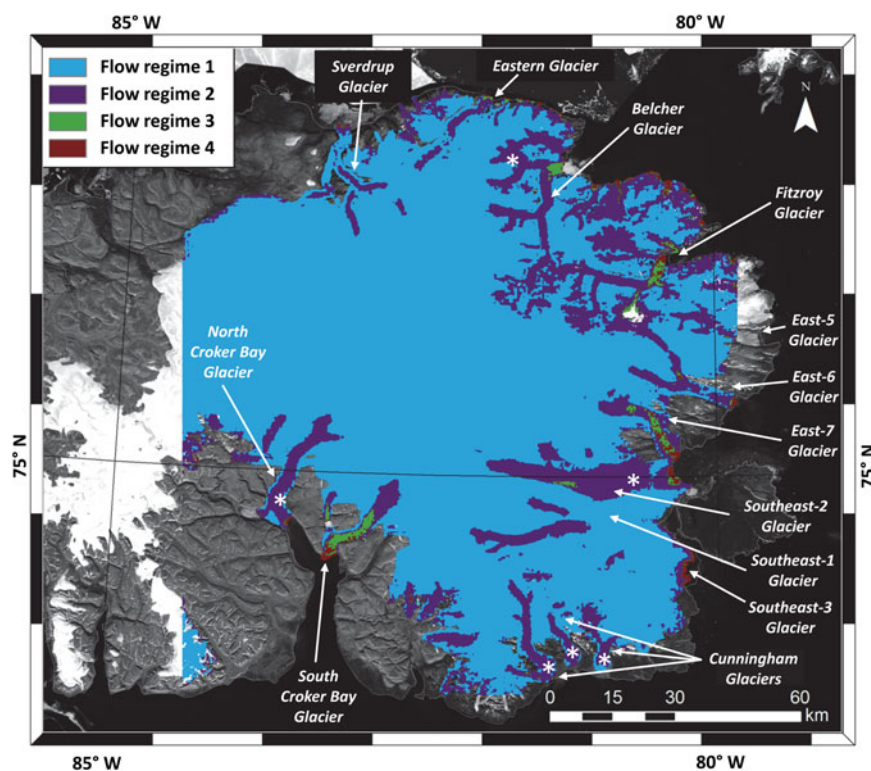 85° W
80° W
Flow regime 1
Flow regime 2
Flow regime 3
Flow regime 4
Sverdrup
Glacier
Eastern Glacier
Belcher
Glacier
N
Fitzroy
Glacier
North
Croker Bay
Glacier
East-5
Glacier
East-6
Glacier
East-7
Glacier
75° N
75° N
Southeast-2
Glacier
Southeast-1
Glacier
Southeast-3
Glacier
South
Croker Bay
Glacier
Cunningham
Glaciers
0 15 30 60
km
85° W
80° W